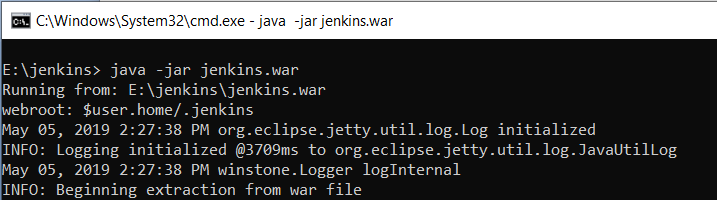 C:\Windows\System32\cmd.exe - java -jar jenkins.war
E:\jenkins> java -jar jenkins.war
Running from: E:\jenkins\jenkins.war
webroot: $user.home/.jenkins
May 05, 2019 2:27:38 PM org.eclipse.jetty.util.log.Log initialized
INFO: Logging initialized @3709ms to org.eclipse.jetty.util.log.JavaUtilLog
May 05, 2019 2:27:38 PM winstone.Logger logInternal
INFO: Beginning extraction from war file